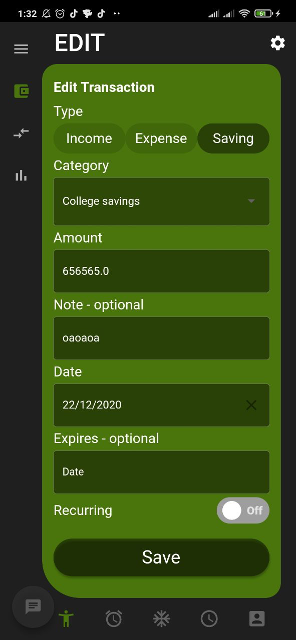 1:32
61
EDIT
Edit Transaction
Type
Income Expense Saving
Category
College savings
Amount
656565.0
Note - optional
oaoaoa
Date
22/12/2020
Expires - optional
Date
Recurring Off
Save